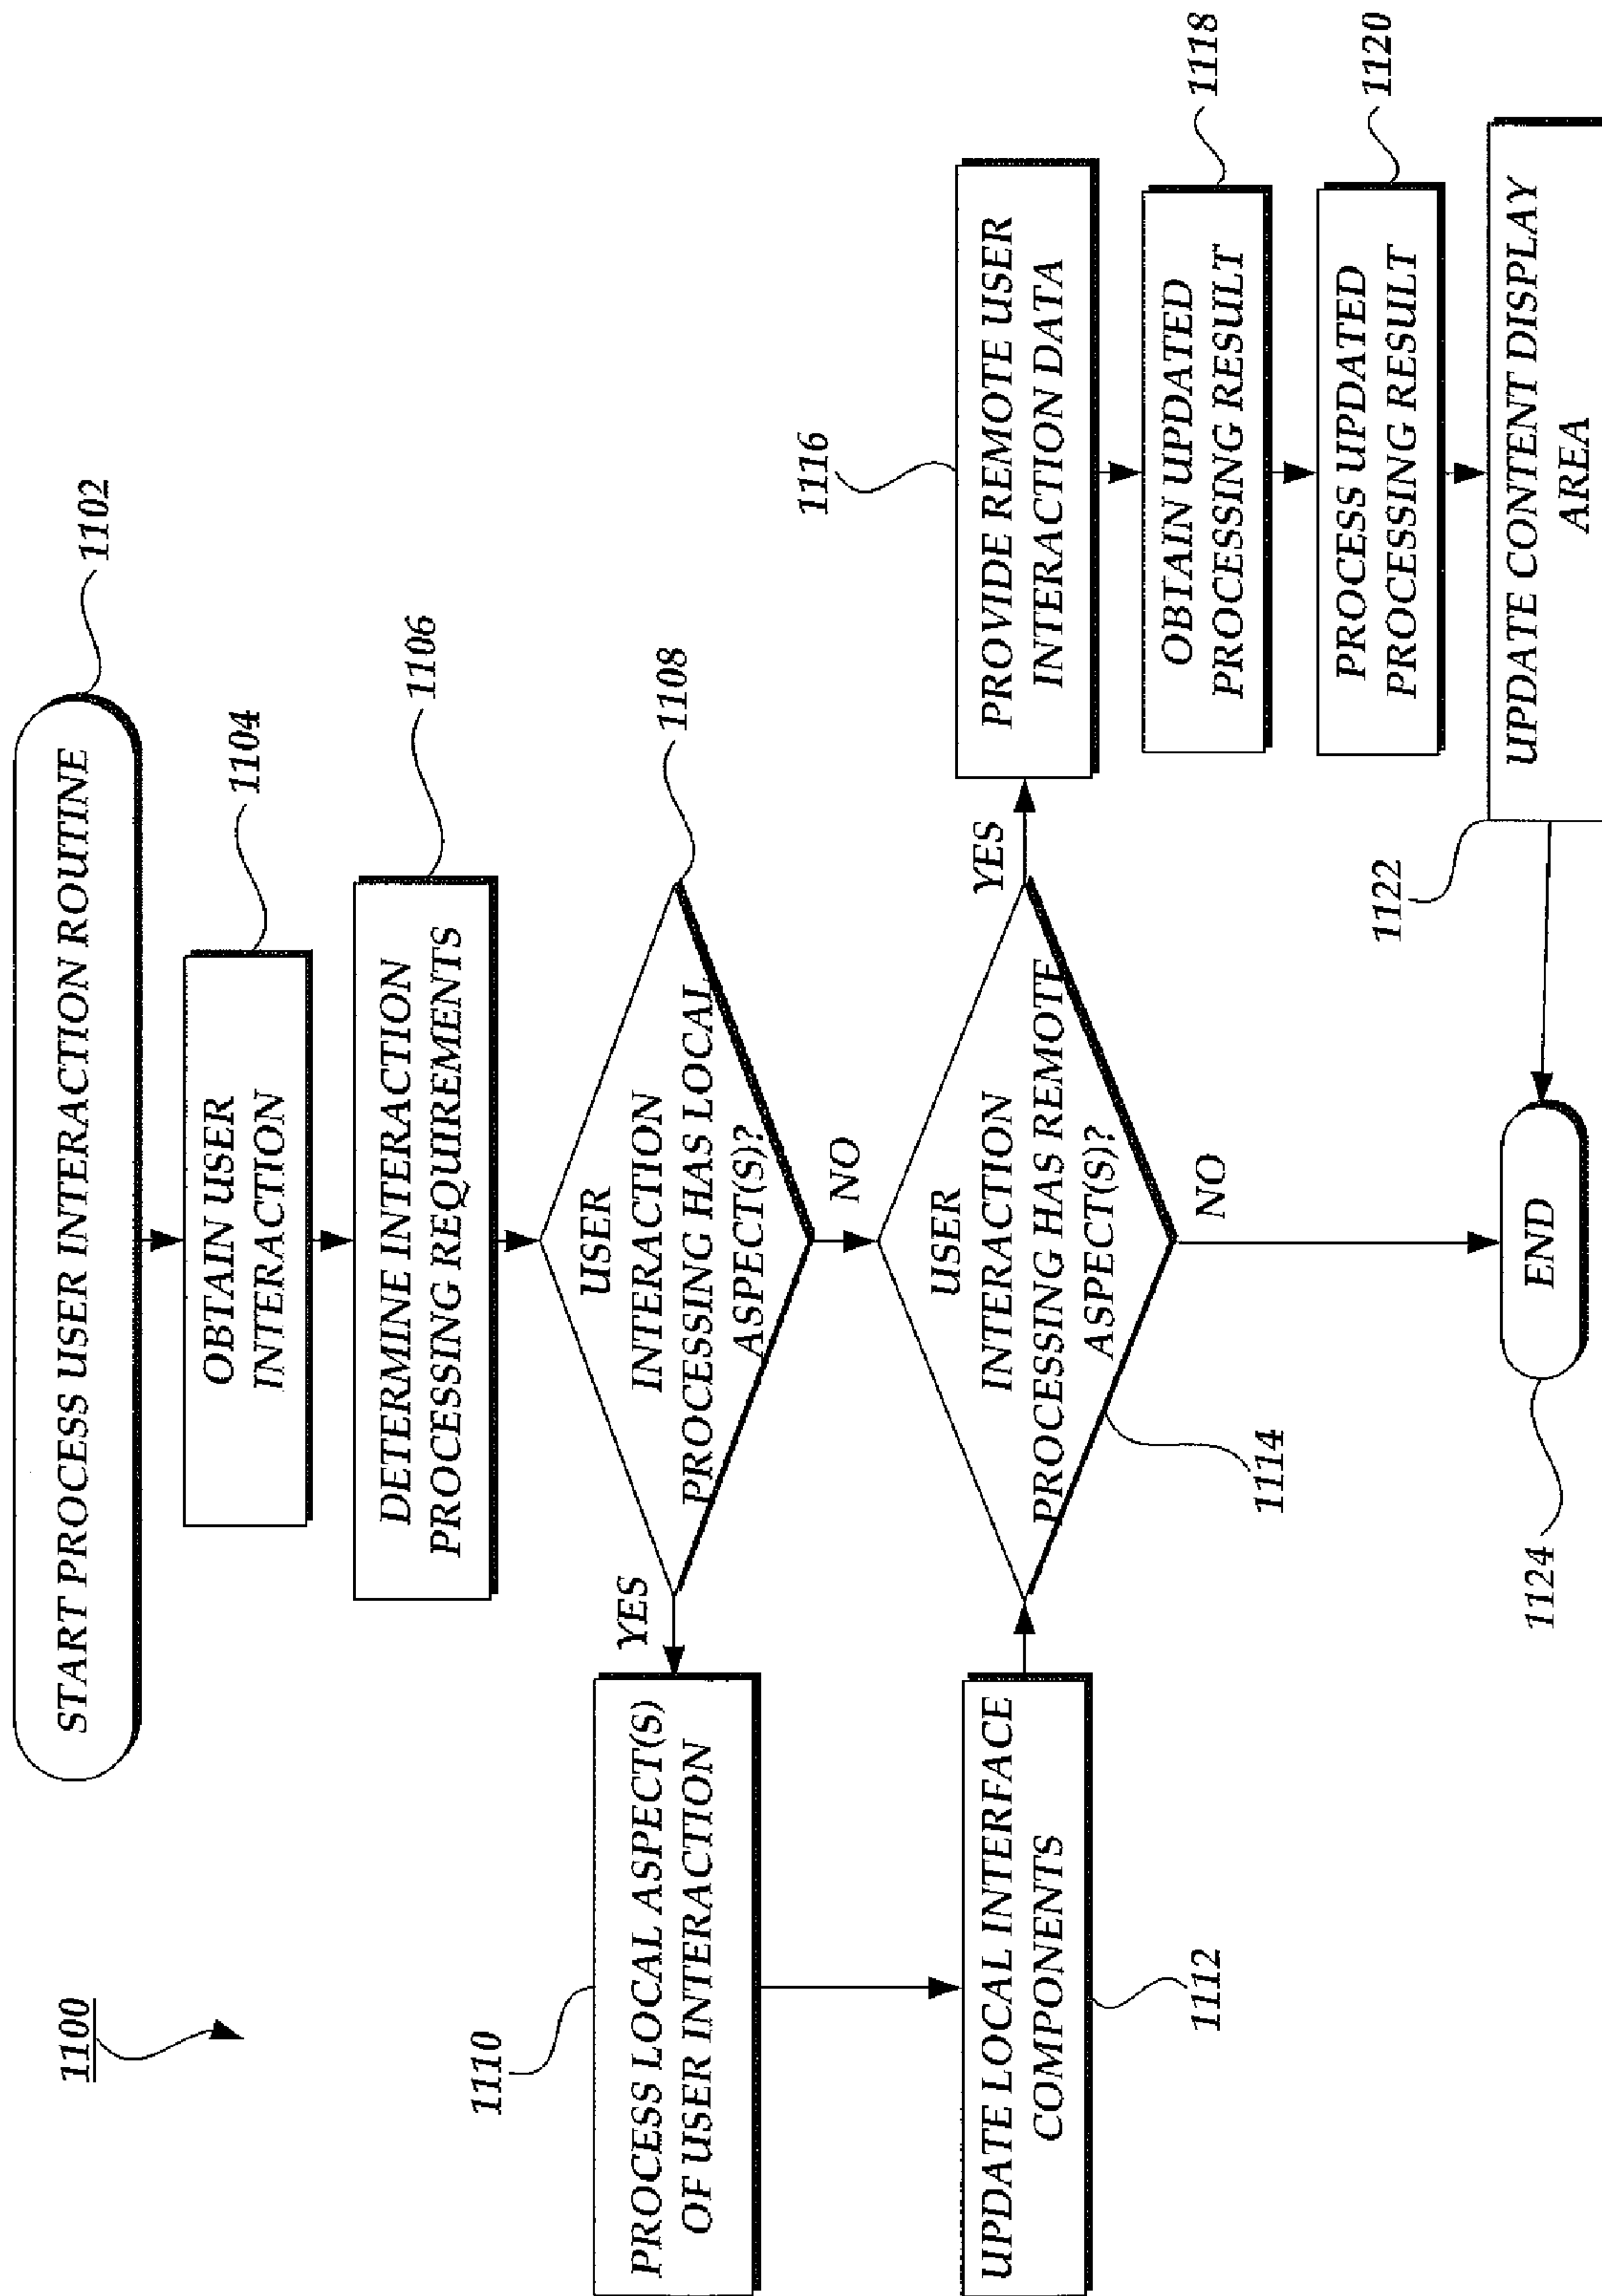 1100
START PROCESS USER INTERACTION ROUTINE
1102
OBTAIN USER
INTERACTION
1104
DETERMINE INTERACTION
PROCESSING REQUIREMENTS
1106
USER
INTERACTION
PROCESSING HAS LOCAL
ASPECT(S)?
1108
YES
NO
1110
PROCESS LOCAL ASPECT(S)
OF USER INTERACTION
UPDATE LOCAL INTERFACE
COMPONENTS
1112
USER
INTERACTION
PROCESSING HAS REMOTE
ASPECT(S)?
1114
YES
NO
1116
PROVIDE REMOTE USER
INTERACTION DATA
OBTAIN UPDATED
PROCESSING RESULT
1118
PROCESS UPDATED
PROCESSING RESULT
1120
UPDATE CONTENT DISPLAY
AREA
1122
END
1124